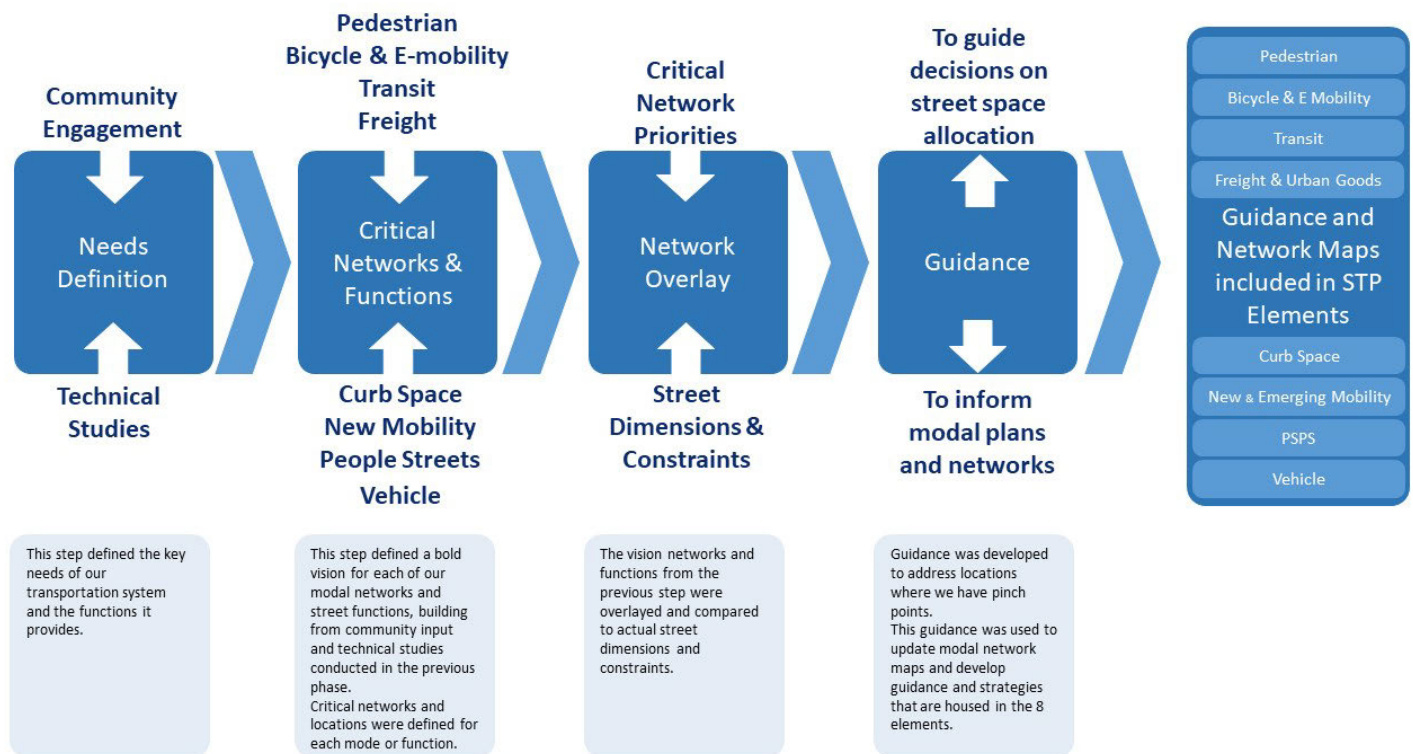 Community
Engagement
Needs
Definition
Technical
Studies
This step defined the key
needs of our
transportation system
and the functions it
provides.
Pedestrian
Bicycle & E-mobility
Transit
Freight
Critical
Networks &
Functions
Curb Space
New Mobility
People Streets
Vehicle
This step defined a bold
vision for each of our
modal networks and
street functions, building
from community input
and technical studies
conducted in the previous
phase.
Critical networks and
locations were defined for
each mode or function.
Critical
Network
Priorities
Network
Overlay
Street
Dimensions &
Constraints
The vision networks and
functions from the
previous step were
overlayed and compared
to actual street
dimensions and
constraints.
To guide
decisions on
street space
allocation
Guidance
To inform
modal plans
and networks
Guidance was developed
to address locations
where we have pinch
points.
This guidance was used to
update modal network
maps and develop
guidance and strategies
that are housed in the 8
elements.
Pedestrian
Bicycle & E Mobility
Transit
Freight & Urban Goods
Guidance and
Network Maps
included in STP
Elements
Curb Space
New & Emerging Mobility
PSPS
Vehicle